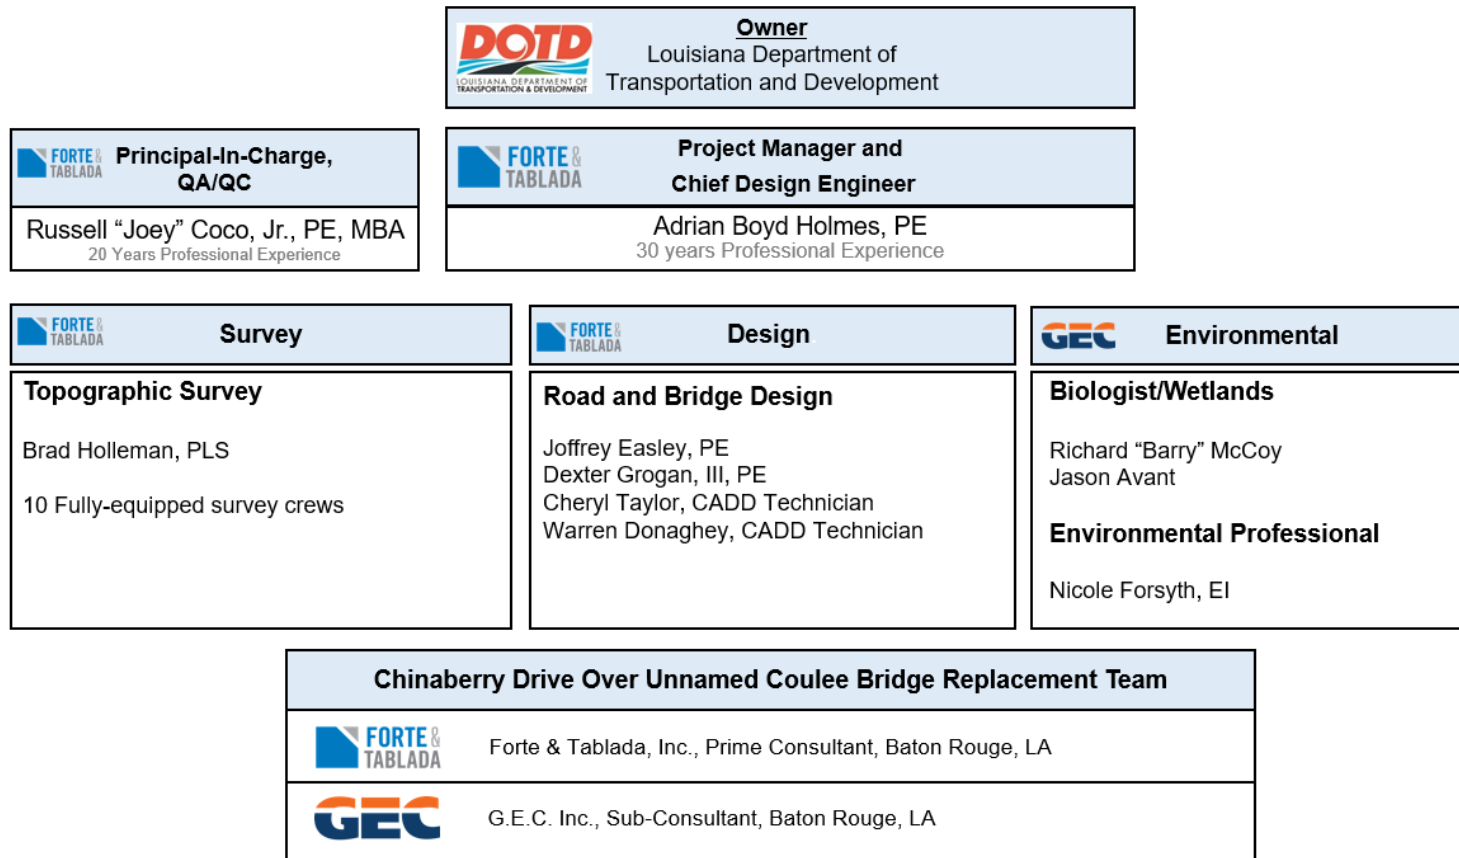 DOTD
LOUISIANA DEPARTMENT OF
TRANSPORTATION & DEVELOPMENT
Owner
Louisiana Department of
Transportation and Development
FORTE &
TABLADA
Principal-In-Charge,
QA/QC
Russell “Joey” Coco, Jr., PE, MBA
20 Years Professional Experience
FORTE &
TABLADA
Project Manager and
Chief Design Engineer
Adrian Boyd Holmes, PE
30 years Professional Experience
FORTE &
TABLADA
Survey
Topographic Survey
Brad Holleman, PLS
10 Fully-equipped survey crews
FORTE &
TABLADA
Design
Road and Bridge Design
Joffrey Easley, PE
Dexter Grogan, III, PE
Cheryl Taylor, CADD Technician
Warren Donaghey, CADD Technician
GEC
Environmental
Biologist/Wetlands
Richard “Barry” McCoy
Jason Avant
Environmental Professional
Nicole Forsyth, EI
Chinaberry Drive Over Unnamed Coulee Bridge Replacement Team
FORTE &
TABLADA
Forte & Tablada, Inc., Prime Consultant, Baton Rouge, LA
GEC
G.E.C. Inc., Sub-Consultant, Baton Rouge, LA